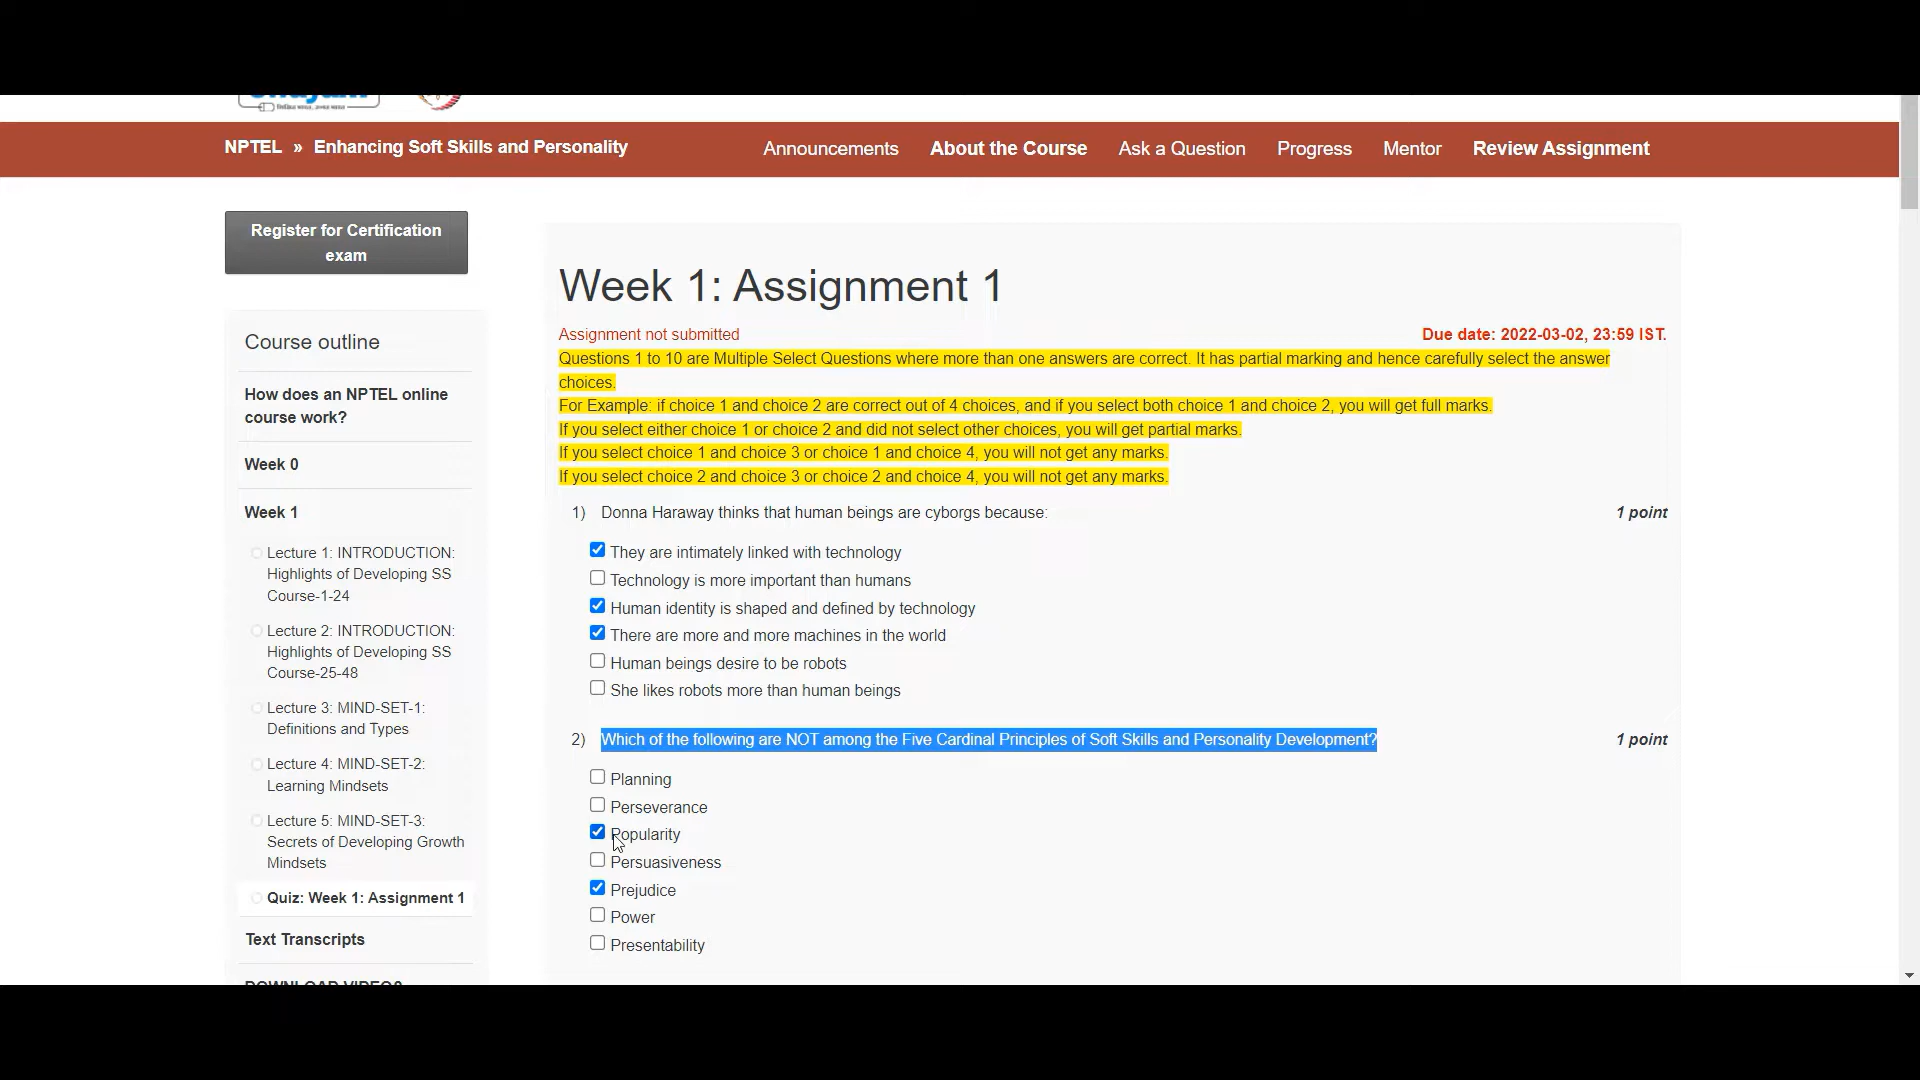 NPTEL » Enhancing Soft Skills and Personality
Announcements About the Course Ask a Question Progress Mentor Review Assignment
Register for Certification
exam
Course outline
How does an NPTEL online
course work?
Week 0
Week 1
Lecture 1: INTRODUCTION:
Highlights of Developing SS
Course-1-24
Lecture 2: INTRODUCTION:
Highlights of Developing SS
Course-25-48
Lecture 3: MIND-SET-1:
Definitions and Types
Lecture 4: MIND-SET-2:
Learning Mindsets
Lecture 5: MIND-SET-3:
Secrets of Developing Growth
Mindsets
Quiz: Week 1: Assignment 1
Text Transcripts
DOWNLOAD VIDEOS
Week 1: Assignment 1
Assignment not submitted Due date: 2022-03-02, 23:59 IST.
Questions 1 to 10 are Multiple Select Questions where more than one answers are correct. It has partial marking and hence carefully select the answer
choices.
For Example: if choice 1 and choice 2 are correct out of 4 choices, and if you select both choice 1 and choice 2, you will get full marks.
If you select either choice 1 or choice 2 and did not select other choices, you will get partial marks.
If you select choice 1 and choice 3 or choice 1 and choice 4, you will not get any marks.
If you select choice 2 and choice 3 or choice 2 and choice 4, you will not get any marks.
1) Donna Haraway thinks that human beings are cyborgs because: 1 point
They are intimately linked with technology
Technology is more important than humans
Human identity is shaped and defined by technology
There are more and more machines in the world
Human beings desire to be robots
She likes robots more than human beings
2) Which of the following are NOT among the Five Cardinal Principles of Soft Skills and Personality Development? 1 point
Planning
Perseverance
Popularity
Persuasiveness
Prejudice
Power
Presentability